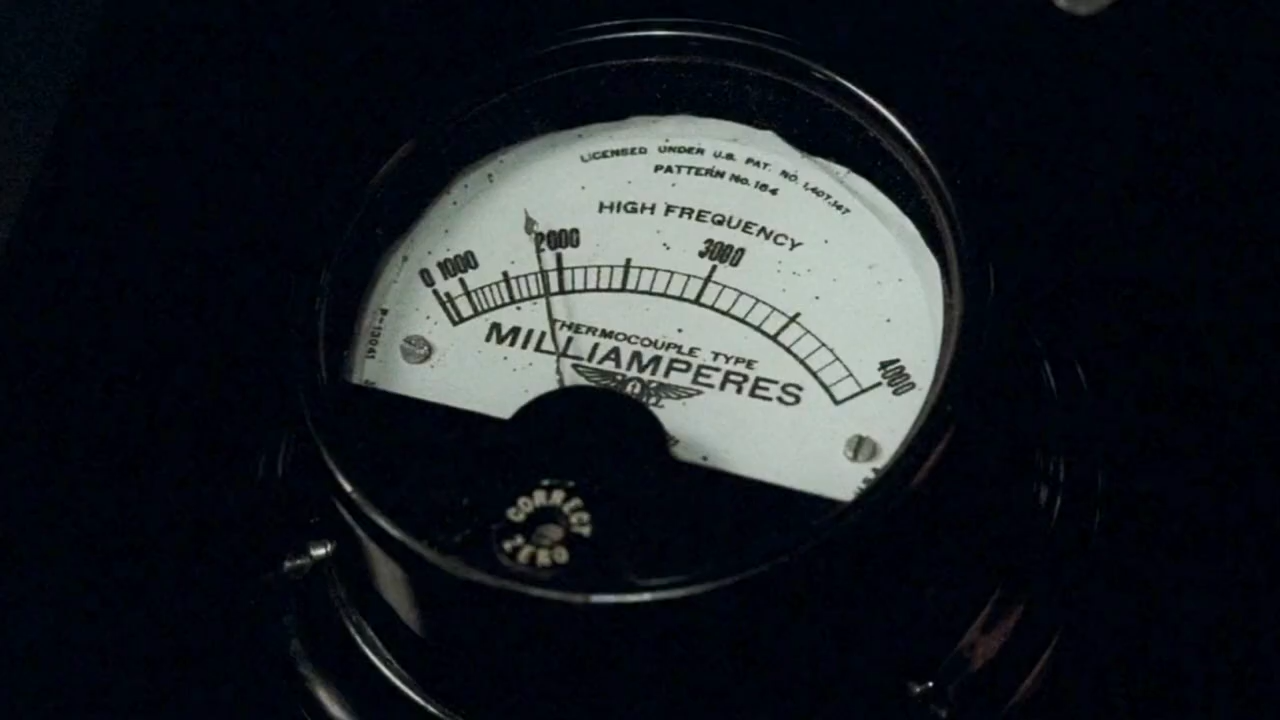 LICENSED UNDER U.S. PAT. NO. 1,407,147
PATTERN No. 164
HIGH FREQUENCY
0 1000 2000 3000 4000
THERMOCOUPLE TYPE
MILLIAMPERES
P-13041
CORRECT
ZERO